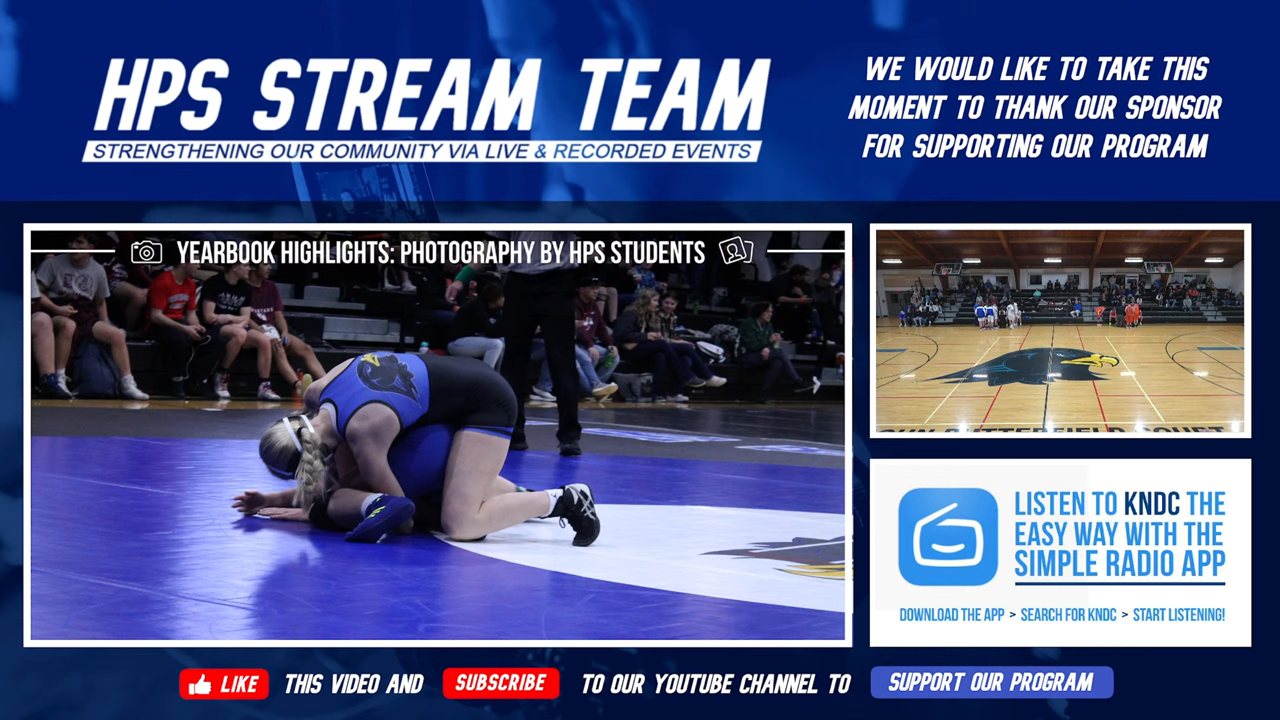 HPS STREAM TEAM
STRENGTHENING OUR COMMUNITY VIA LIVE & RECORDED EVENTS
WE WOULD LIKE TO TAKE THIS
MOMENT TO THANK OUR SPONSOR
FOR SUPPORTING OUR PROGRAM
YEARBOOK HIGHLIGHTS: PHOTOGRAPHY BY HPS STUDENTS
LISTEN TO KNDC THE
EASY WAY WITH THE
SIMPLE RADIO APP
DOWNLOAD THE APP > SEARCH FOR KNDC > START LISTENING!
LIKE THIS VIDEO AND SUBSCRIBE TO OUR YOUTUBE CHANNEL TO SUPPORT OUR PROGRAM